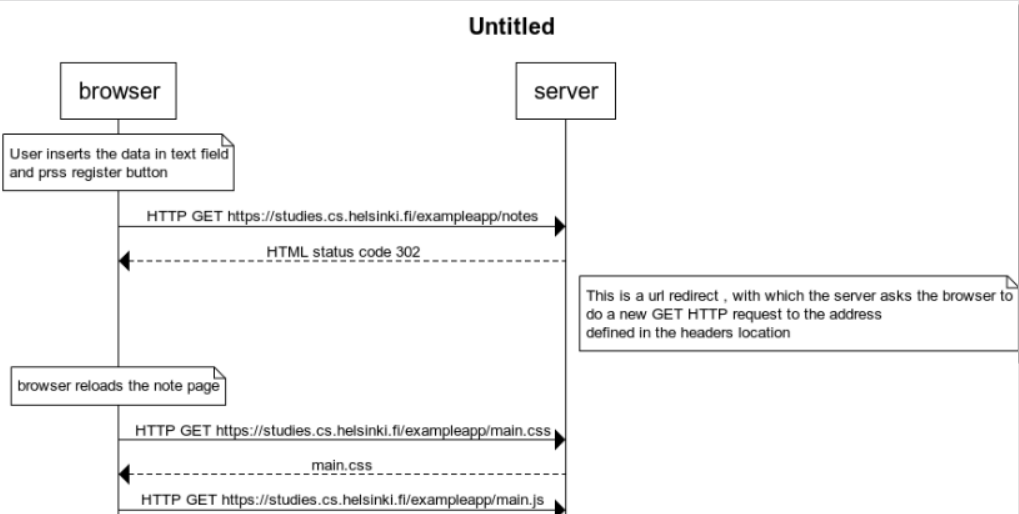 Untitled
browser
server
User inserts the data in text field
and prss register button
HTTP GET https://studies.cs.helsinki.fi/exampleapp/notes
HTML status code 302
This is a url redirect , with which the server asks the browser to
do a new GET HTTP request to the address
defined in the headers location
browser reloads the note page
HTTP GET https://studies.cs.helsinki.fi/exampleapp/main.css
main.css
HTTP GET https://studies.cs.helsinki.fi/exampleapp/main.js